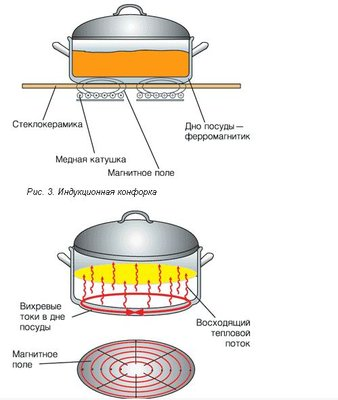 Стеклокерамика
Дно посуды —
ферромагнитик
Медная катушка
Магнитное поле
Рис. 3. Индукционная конфорка
Вихревые
токи в дне
посуды
Восходящий
тепловой
поток
Магнитное
поле